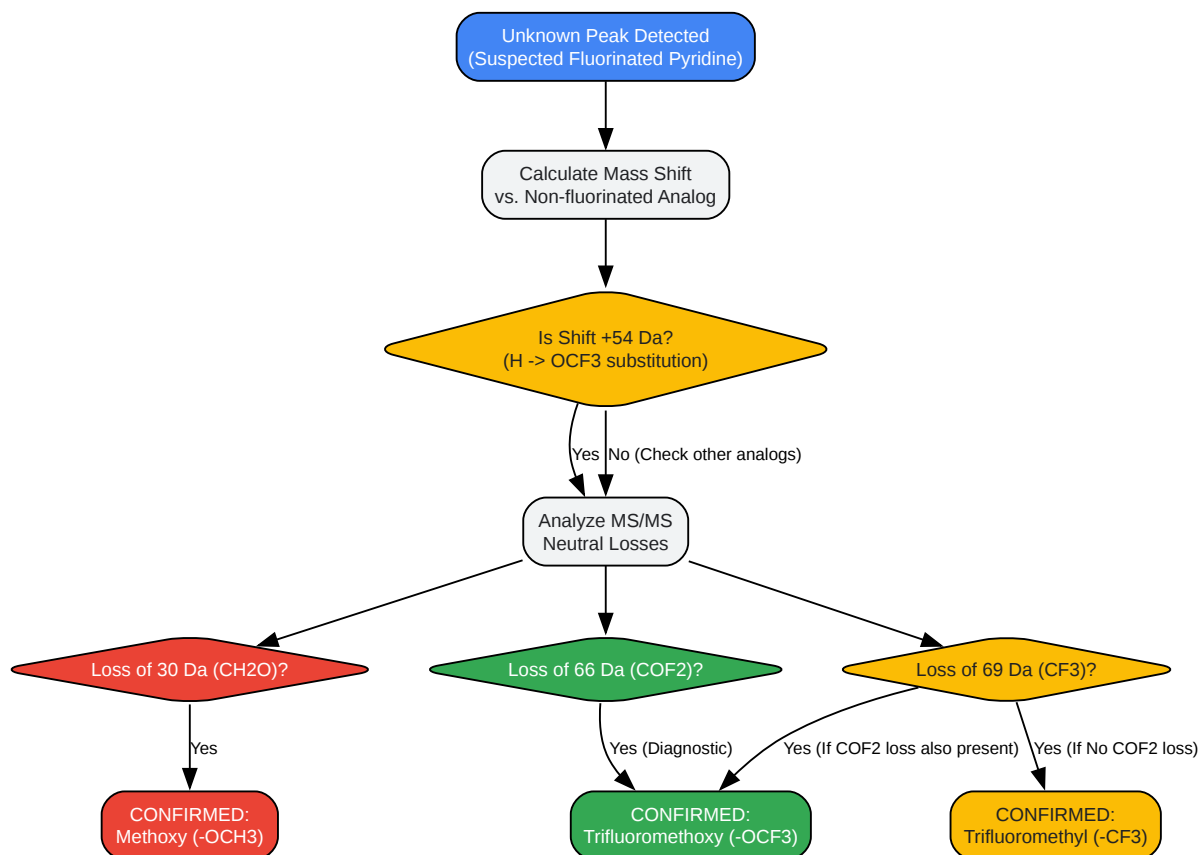 Unknown Peak Detected
(Suspected Fluorinated Pyridine)
Calculate Mass Shift
vs. Non-fluorinated Analog
Is Shift +54 Da?
(H -> OCF3 substitution)
Yes
No (Check other analogs)
Analyze MS/MS
Neutral Losses
Loss of 30 Da (CH2O)?
Loss of 66 Da (COF2)?
Loss of 69 Da (CF3)?
Yes
Yes (Diagnostic)
Yes (If COF2 loss also present)
Yes (If No COF2 loss)
CONFIRMED:
Methoxy (-OCH3)
CONFIRMED:
Trifluoromethoxy (-OCF3)
CONFIRMED:
Trifluoromethyl (-CF3)